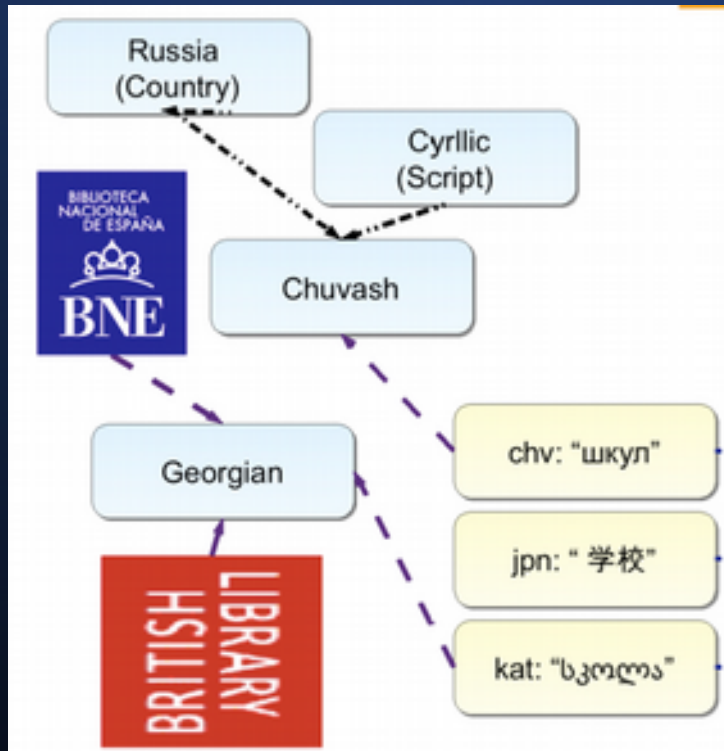 Russia
(Country)
Cyrllic
(Script)
BIBLIOTECA
NACIONAL
DE ESPAÑA
BNE
Chuvash
Georgian
chv: “шкул”
jpn: “ 学校”
kat: “სკოლა”
BRITISH
LIBRARY